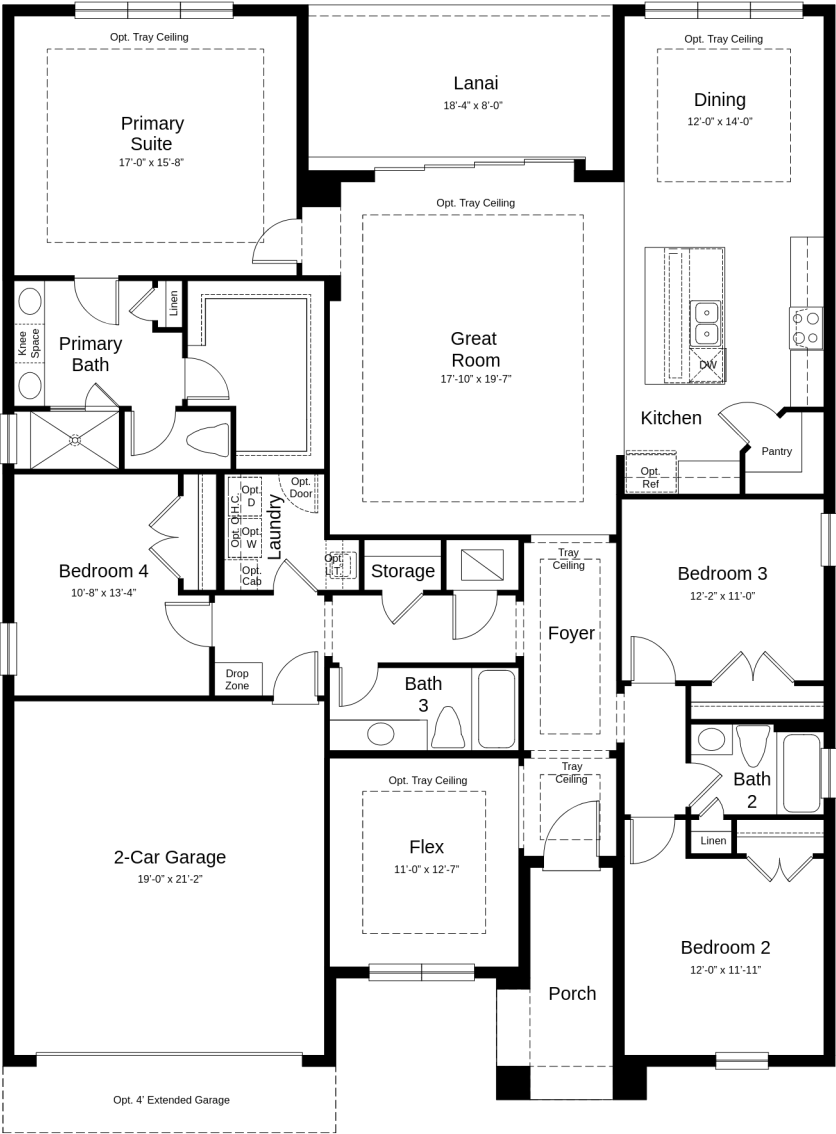 Opt. Tray Ceiling
Primary
Suite
17'-0" x 15'-8"
Lanai
18'-4" x 8'-0"
Opt. Tray Ceiling
Dining
12'-0" x 14'-0"
Opt. Tray Ceiling
Great
Room
17'-10" x 19'-7"
Linen
Knee
Space
Primary
Bath
DW
Kitchen
Pantry
Opt.
Ref
Opt.
Door
Opt. O.H.C.
Opt.
D
Opt.
W
Opt.
Cab
Laundry
Opt.
L.T.
Storage
Tray
Ceiling
Bedroom 4
10'-8" x 13'-4"
Bedroom 3
12'-2" x 11'-0"
Foyer
Drop
Zone
Bath
3
Tray
Ceiling
Opt. Tray Ceiling
Bath
2
Linen
2-Car Garage
19'-0" x 21'-2"
Flex
11'-0" x 12'-7"
Bedroom 2
12'-0" x 11'-11"
Porch
Opt. 4' Extended Garage